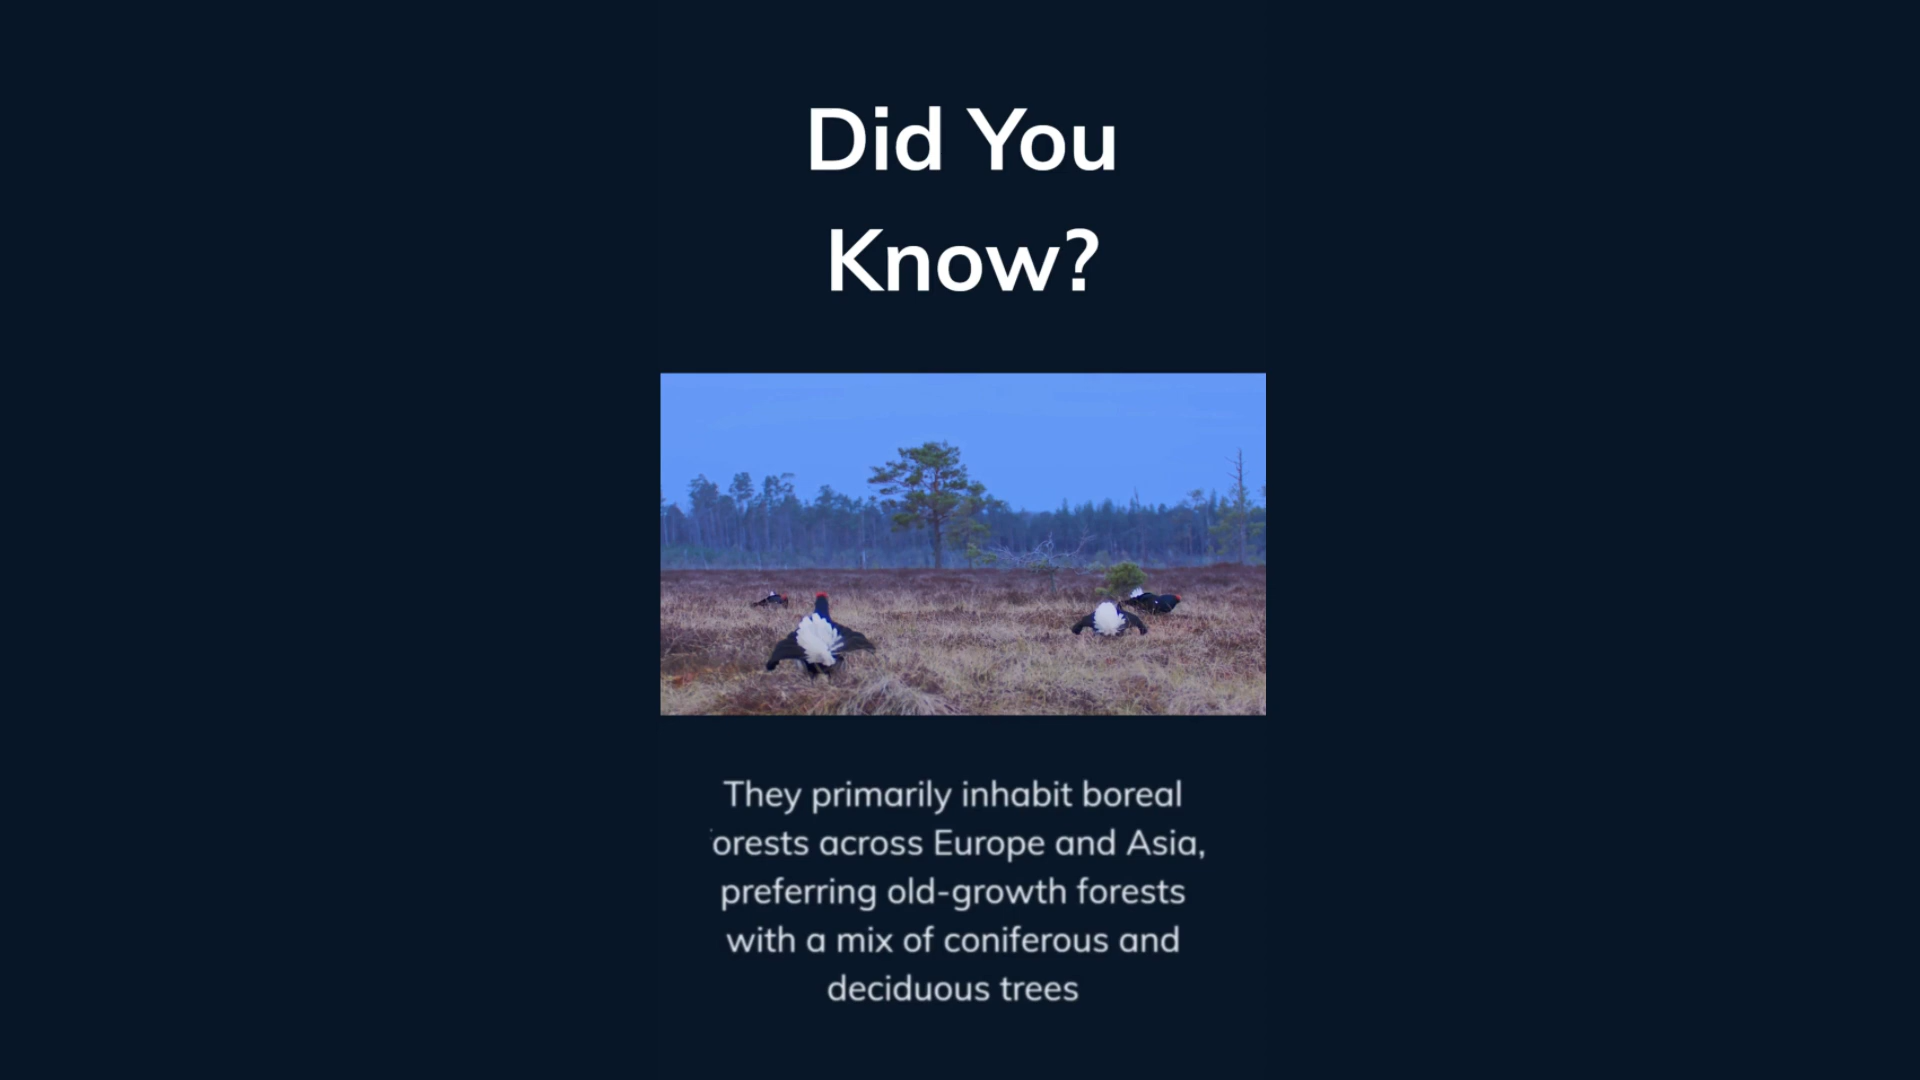 Did You
Know?
They primarily inhabit boreal
orests across Europe and Asia,
preferring old-growth forests
with a mix of coniferous and
deciduous trees